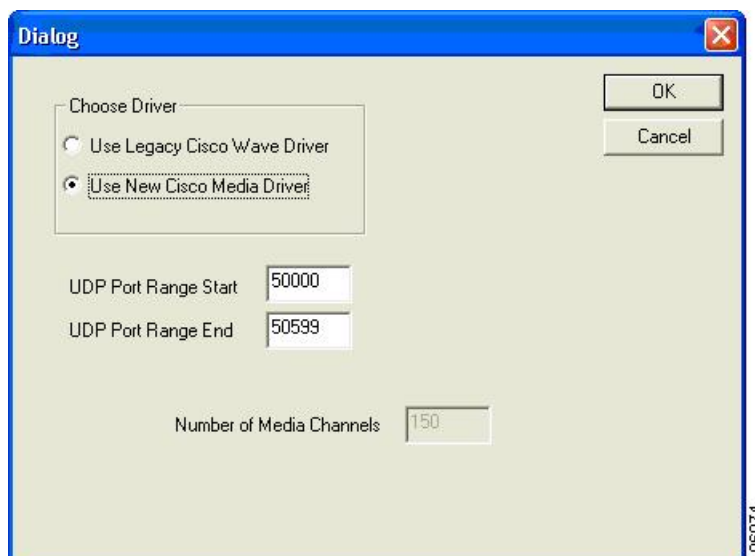 Dialog
OK
Cancel
Choose Driver
Use Legacy Cisco Wave Driver
Use New Cisco Media Driver
UDP Port Range Start 50000
UDP Port Range End 50599
Number of Media Channels 150